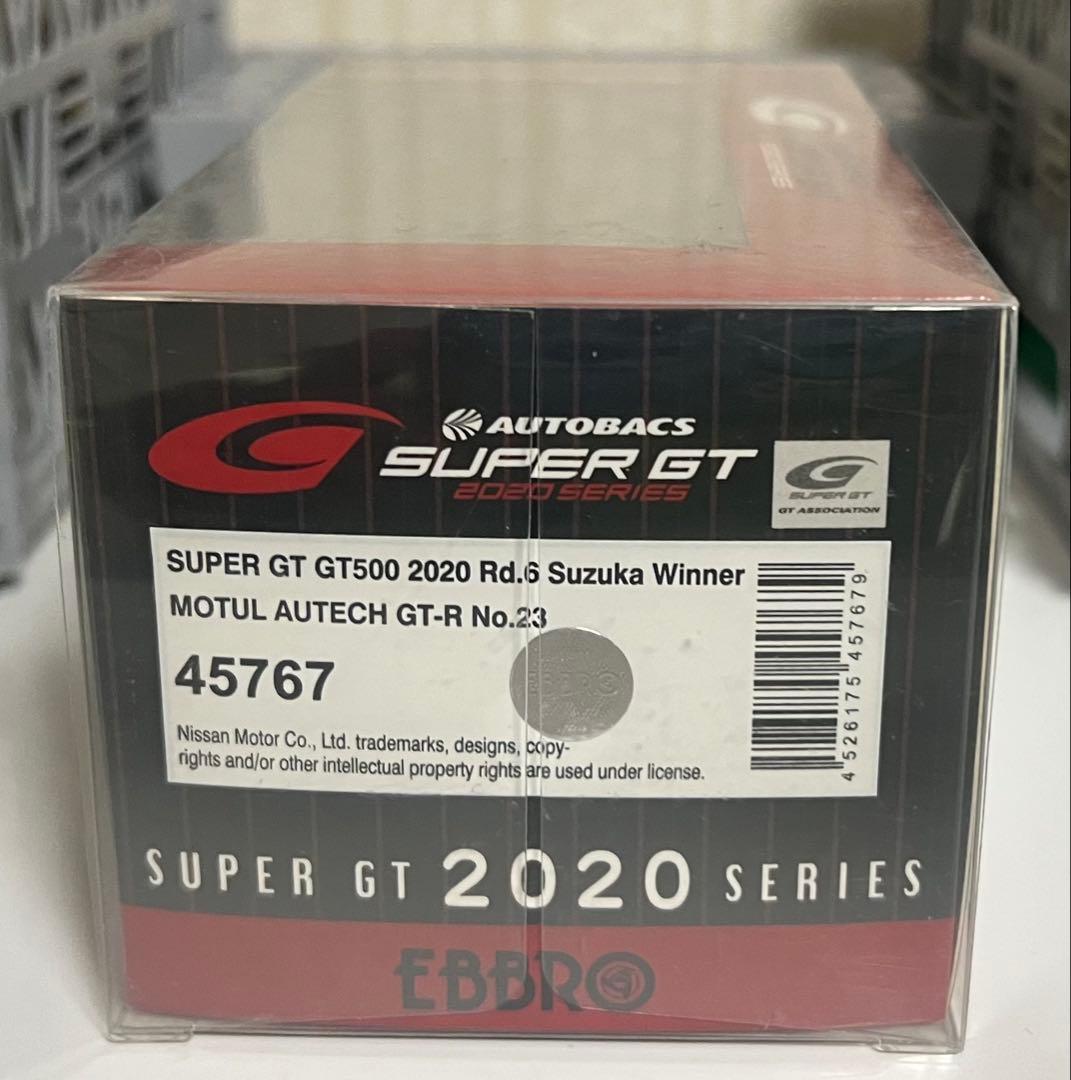 AUTOBACS
SUPER GT
2020 SERIES
SUPER GT
GT ASSOCIATION
SUPER GT GT500 2020 Rd.6 Suzuka Winner
MOTUL AUTECH GT-R No.23
45767
EBBRO
Nissan Motor Co., Ltd. trademarks, designs, copy-
rights and/or other intellectual property rights are used under license.
4 526175 457679
SUPER GT 2020 SERIES
EBBRO